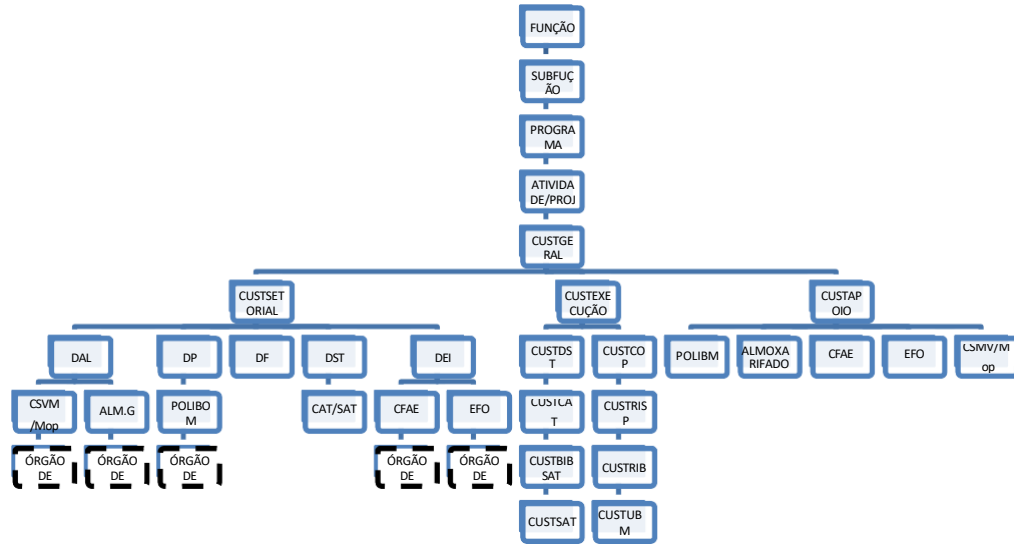 FUNÇÃO
SUBFUÇ
ÃO
PROGRA
MA
ATIVIDA
DE/PROJ
CUSTGE
RAL
CUSTSET
ORIAL
CUSTEXE
CUÇÃO
CUSTAP
OIO
DAL
DP
DF
DST
DEI
CUSTDS
T
CUSTCO
P
POLIBM
ALMOXA
RIFADO
CFAE
EFO
CSMV/M
op
CSVM
/Mop
ALM.G
POLIBO
M
CAT/SAT
CFAE
EFO
CUSTCA
T
CUSTRIS
P
ÓRGÃO
DE
ÓRGÃO
DE
ÓRGÃO
DE
ÓRGÃO
DE
ÓRGÃO
DE
CUSTBIB
SAT
CUSTRIB
CUSTSAT
CUSTUB
M